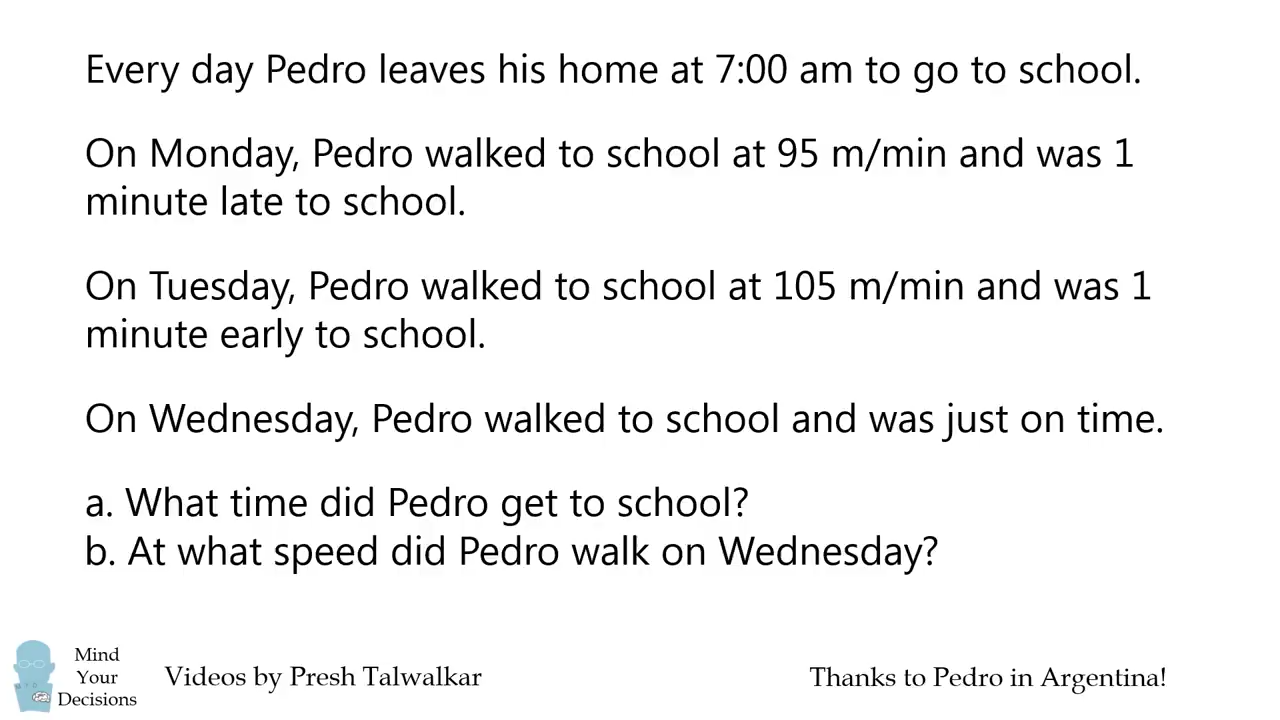 Every day Pedro leaves his home at 7:00 am to go to school.
On Monday, Pedro walked to school at 95 m/min and was 1
minute late to school.
On Tuesday, Pedro walked to school at 105 m/min and was 1
minute early to school.
On Wednesday, Pedro walked to school and was just on time.
a. What time did Pedro get to school?
b. At what speed did Pedro walk on Wednesday?
Mind
Your
Decisions
Videos by Presh Talwalkar
Thanks to Pedro in Argentina!